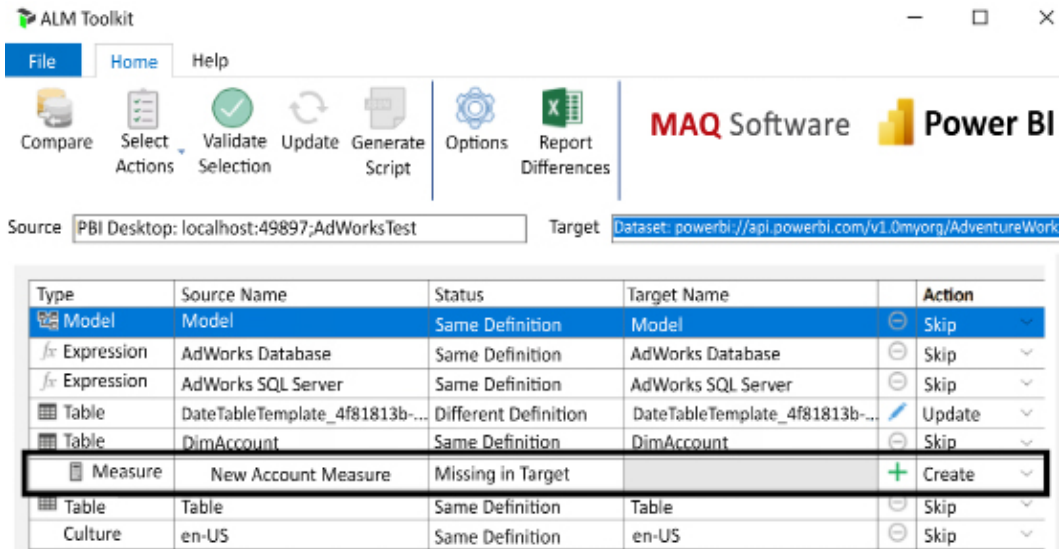 ALM Toolkit
File Home Help
Compare Select Actions Validate Selection Update Generate Script Options Report Differences MAQ Software Power BI
Source PBI Desktop: localhost:49897;AdWorksTest Target Dataset: powerbi://api.powerbi.com/v1.0myorg/AdventureWork
Type Source Name Status Target Name Action
Model Model Same Definition Model Skip
fx Expression AdWorks Database Same Definition AdWorks Database Skip
fx Expression AdWorks SQL Server Same Definition AdWorks SQL Server Skip
Table DateTableTemplate_4f81813b-... Different Definition DateTableTemplate_4f81813b-... Update
Table DimAccount Same Definition DimAccount Skip
Measure New Account Measure Missing in Target Create
Table Table Same Definition Table Skip
Culture en-US Same Definition en-US Skip